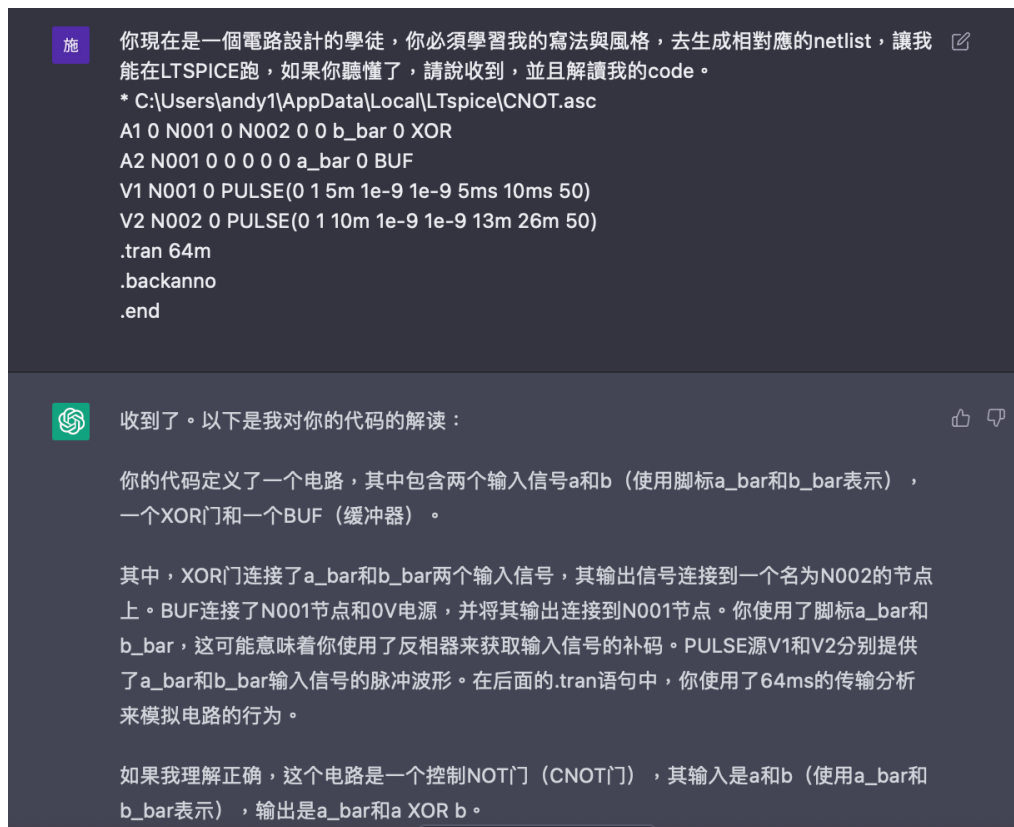 施
你現在是一個電路設計的學徒，你必須學習我的寫法與風格，去生成相對應的netlist，讓我
能在LTSPICE跑，如果你聽懂了，請說收到，並且解讀我的code。
* C:\Users\andy1\AppData\Local\LTspice\CNOT.asc
A1 0 N001 0 N002 0 0 b_bar 0 XOR
A2 N001 0 0 0 0 0 a_bar 0 BUF
V1 N001 0 PULSE(0 1 5m 1e-9 1e-9 5ms 10ms 50)
V2 N002 0 PULSE(0 1 10m 1e-9 1e-9 13m 26m 50)
.tran 64m
.backanno
.end
收到了。以下是我对你的代码的解读：
你的代码定义了一个电路，其中包含两个输入信号a和b（使用脚标a_bar和b_bar表示），
一个XOR门和一个BUF（缓冲器）。
其中，XOR门连接了a_bar和b_bar两个输入信号，其输出信号连接到一个名为N002的节点
上。BUF连接了N001节点和0V电源，并将其输出连接到N001节点。你使用了脚标a_bar和
b_bar，这可能意味着你使用了反相器来获取输入信号的补码。PULSE源V1和V2分别提供
了a_bar和b_bar输入信号的脉冲波形。在后面的.tran语句中，你使用了64ms的传输分析
来模拟电路的行为。
如果我理解正确，这个电路是一个控制NOT门（CNOT门），其输入是a和b（使用a_bar和
b_bar表示），输出是a_bar和a XOR b。